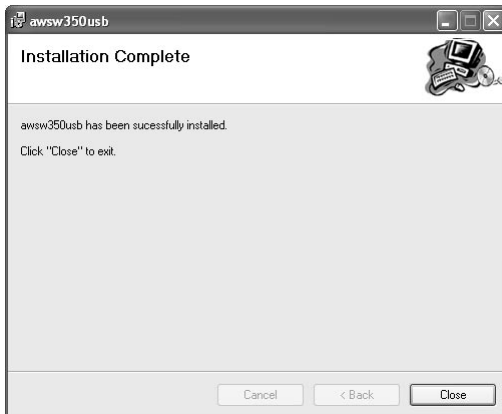 awsw350usb
Installation Complete
awsw350usb has been sucessfully installed.
Click "Close" to exit.
Cancel
< Back
Close